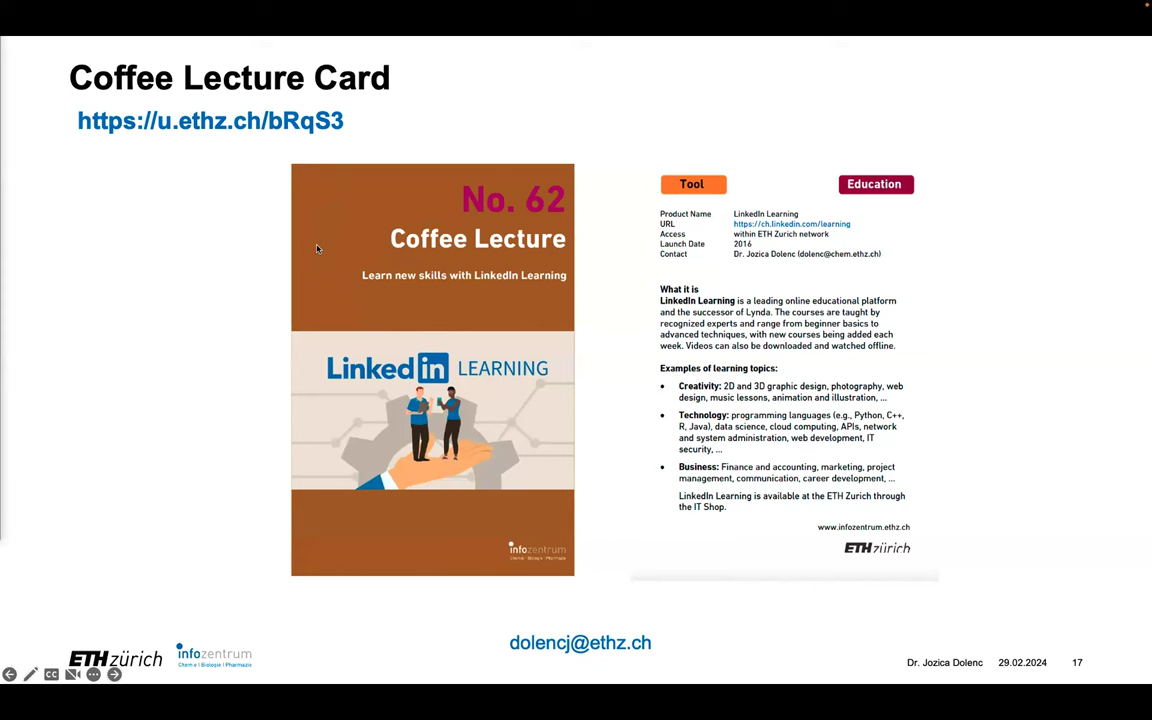 Coffee Lecture Card
https://u.ethz.ch/bRqS3
No. 62
Coffee Lecture
Learn new skills with LinkedIn Learning
Linked in LEARNING
infozentrum
Chemie | Biologie | Pharmazie
Tool
Education
Product Name LinkedIn Learning
URL https://ch.linkedin.com/learning
Access within ETH Zurich network
Launch Date 2016
Contact Dr. Jozica Dolenc (dolenc@chem.ethz.ch)
What it is
LinkedIn Learning is a leading online educational platform
and the successor of Lynda. The courses are taught by
recognized experts and range from beginner basics to
advanced techniques, with new courses being added each
week. Videos can also be downloaded and watched offline.
Examples of learning topics:
• Creativity: 2D and 3D graphic design, photography, web
design, music lessons, animation and illustration, ...
• Technology: programming languages (e.g., Python, C++,
R, Java), data science, cloud computing, APIs, network
and system administration, web development, IT
security, ...
• Business: Finance and accounting, marketing, project
management, communication, career development, ...
LinkedIn Learning is available at the ETH Zurich through
the IT Shop.
www.infozentrum.ethz.ch
ETH zürich
dolencj@ethz.ch
ETH zürich
infozentrum
Chemie | Biologie | Pharmazie
CC
Dr. Jozica Dolenc 29.02.2024 17